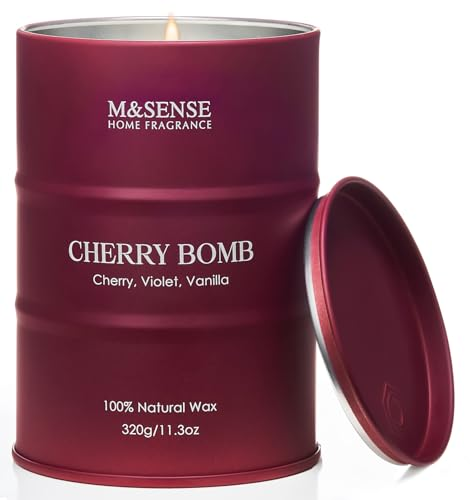 M&SENSE
HOME FRAGRANCE
CHERRY BOMB
Cherry, Violet, Vanilla
100% Natural Wax
320g/11.3oz